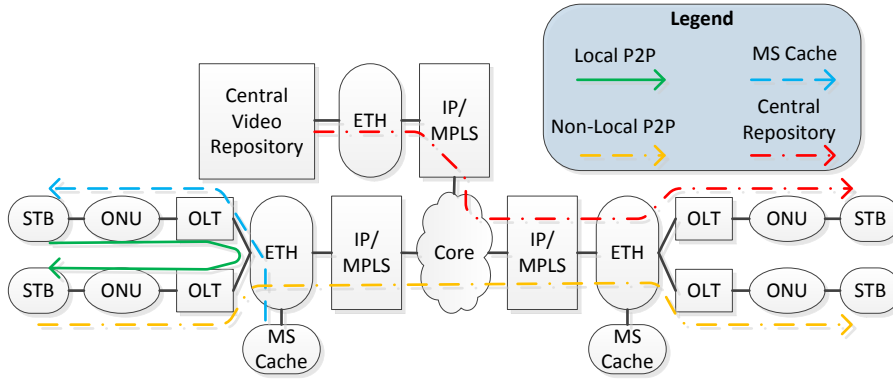 Legend
Local P2P
MS Cache
Non-Local P2P
Central
Repository
Central
Video
Repository
ETH
IP/
MPLS
STB
ONU
OLT
ETH
IP/
MPLS
Core
IP/
MPLS
ETH
OLT
ONU
STB
STB
ONU
OLT
OLT
ONU
STB
MS
Cache
MS
Cache